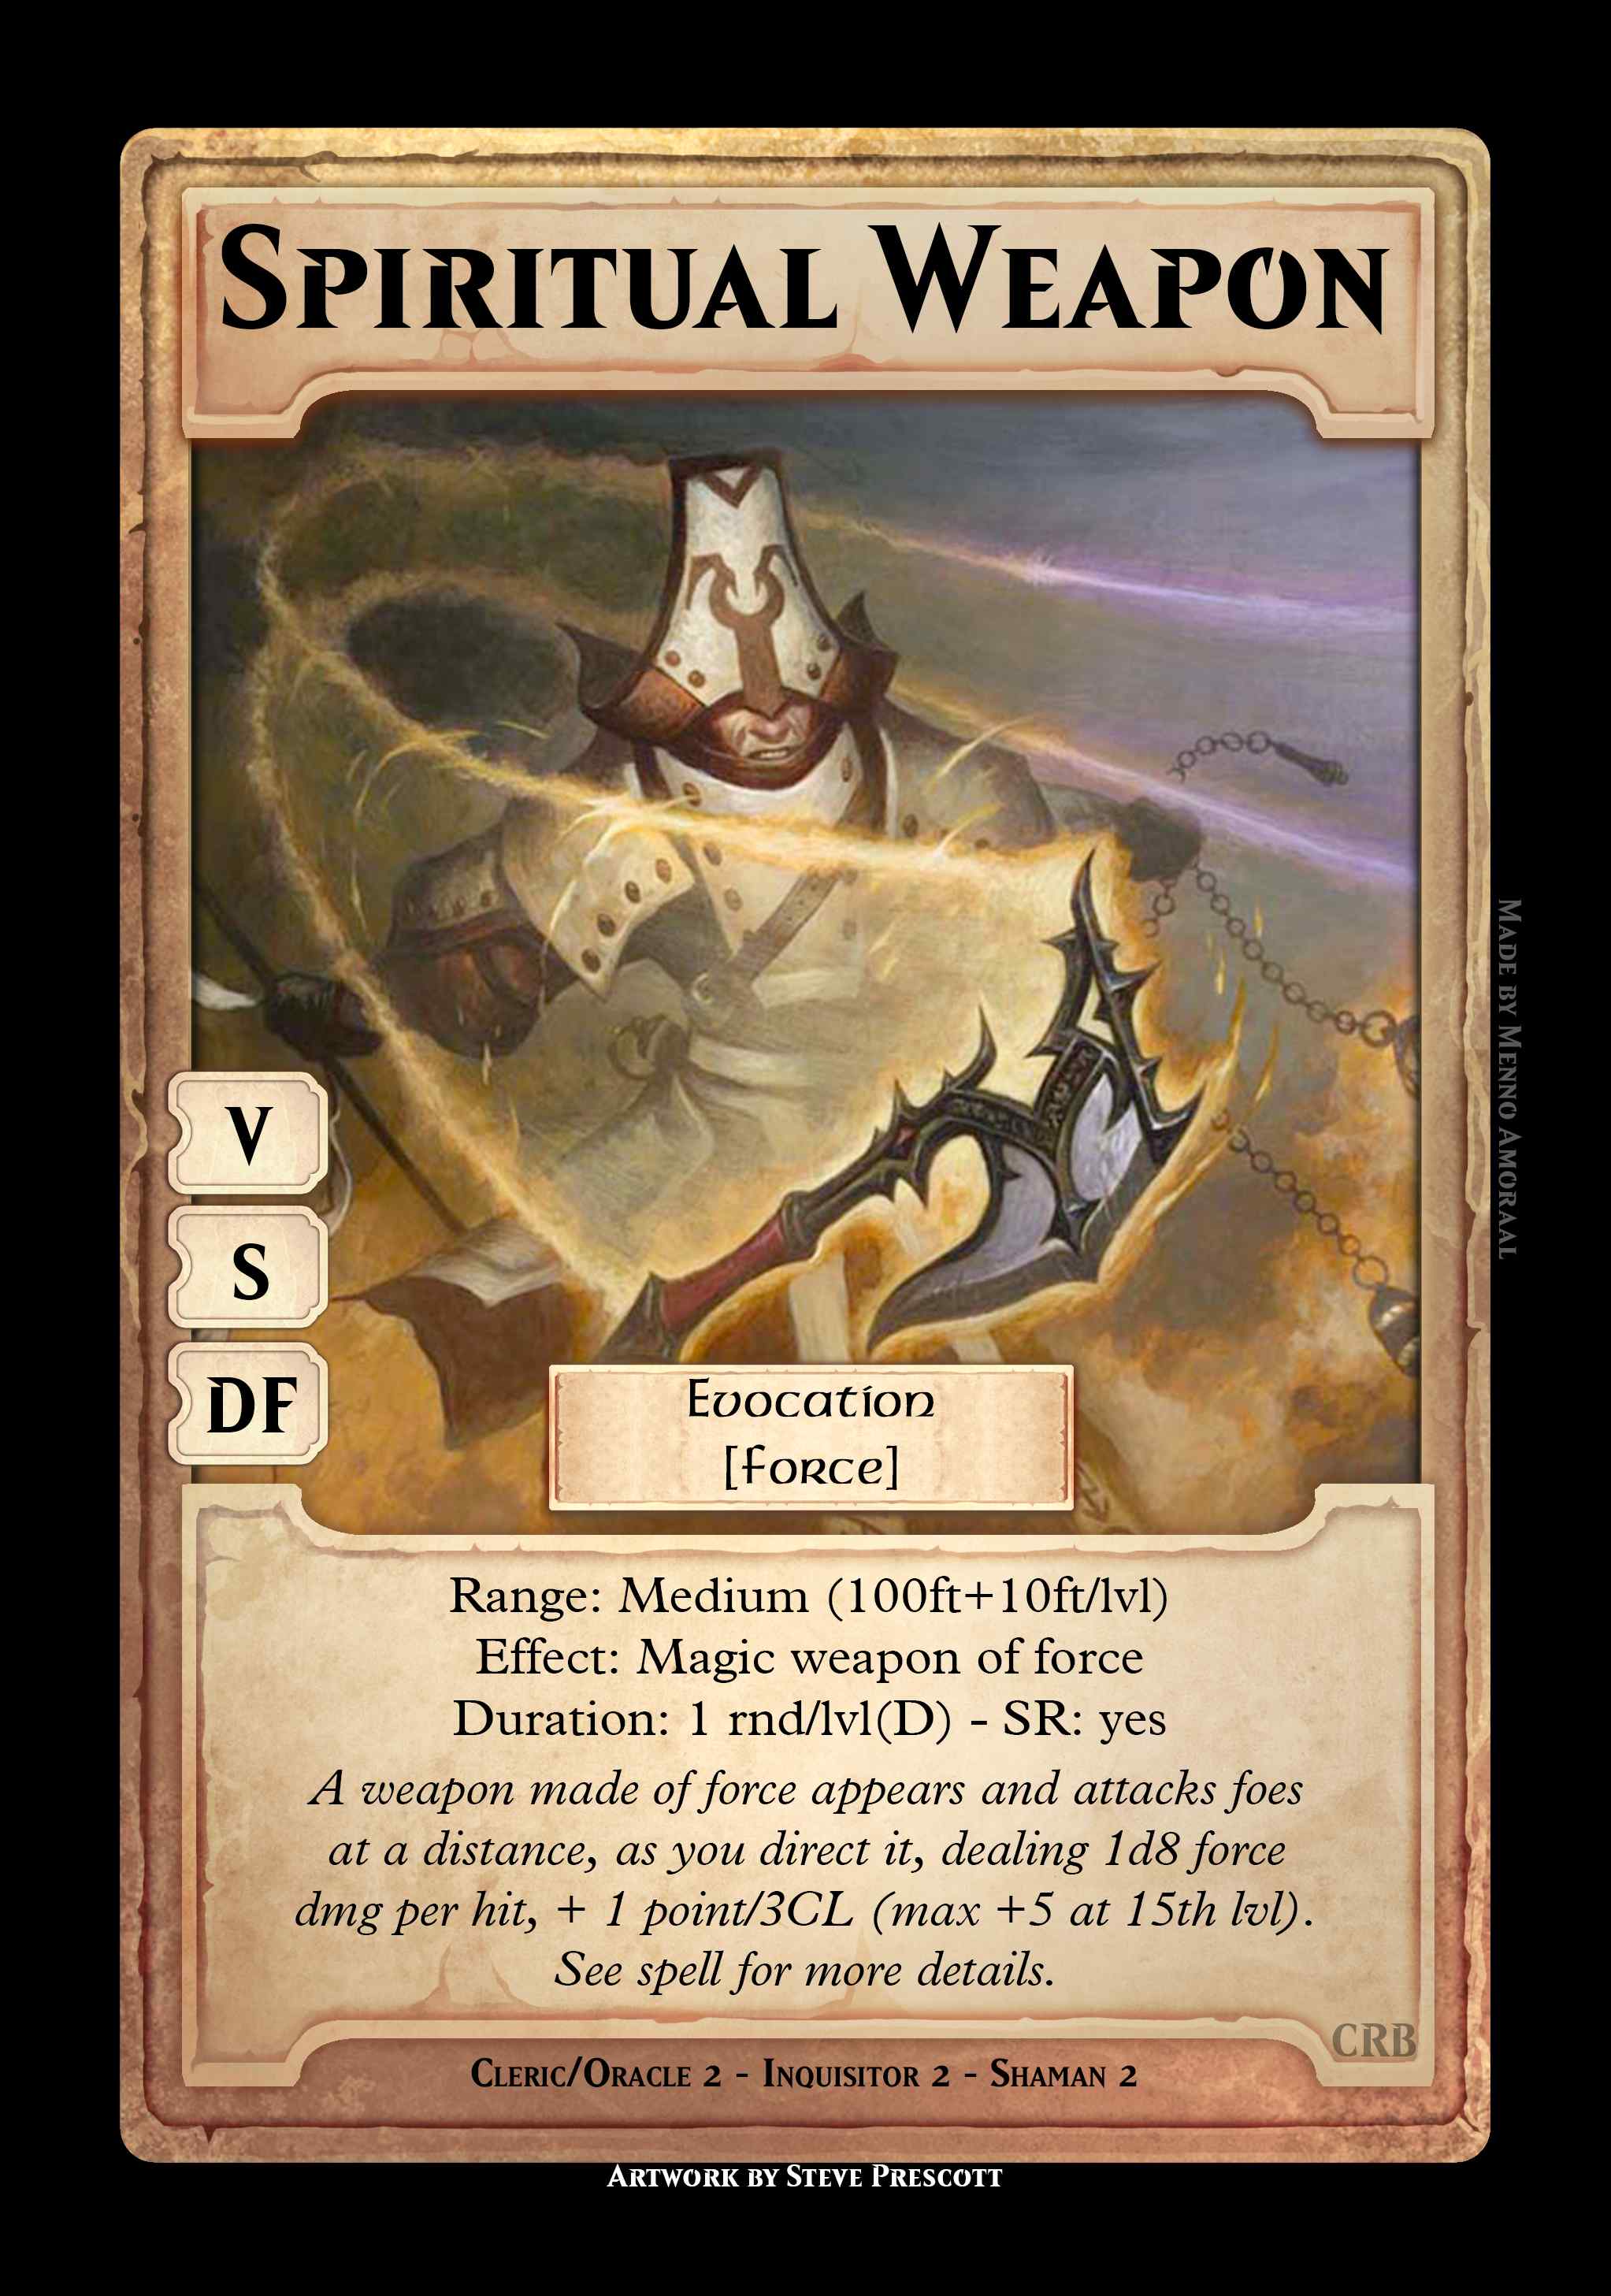 Spiritual Weapon
V
S
DF
Evocation
[Force]
Range: Medium (100ft+10ft/lvl)
Effect: Magic weapon of force
Duration: 1 rnd/lvl(D) - SR: yes
A weapon made of force appears and attacks foes
at a distance, as you direct it, dealing 1d8 force
dmg per hit, + 1 point/3CL (max +5 at 15th lvl).
See spell for more details.
CRB
Cleric/Oracle 2 - Inquisitor 2 - Shaman 2
Artwork by Steve Prescott
Made by Menno Amoraal